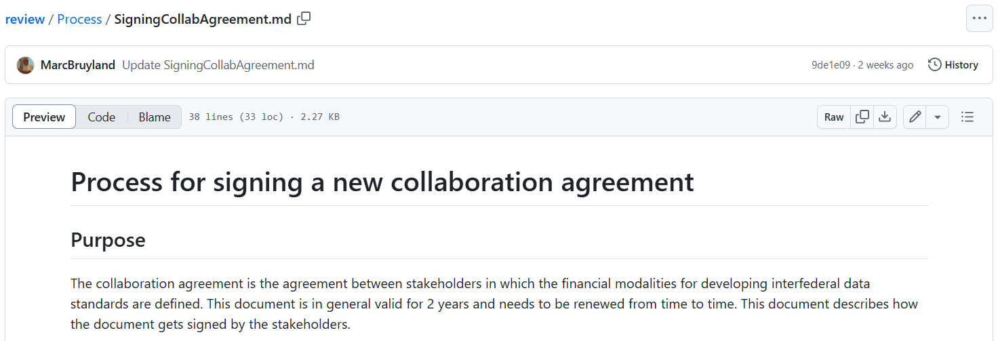 review / Process / SigningCollabAgreement.md
MarcBruyland Update SigningCollabAgreement.md 9de1e09 · 2 weeks ago History
Preview Code Blame 38 lines (33 loc) · 2.27 KB Raw
Process for signing a new collaboration agreement
Purpose
The collaboration agreement is the agreement between stakeholders in which the financial modalities for developing interfederal data
standards are defined. This document is in general valid for 2 years and needs to be renewed from time to time. This document describes how
the document gets signed by the stakeholders.